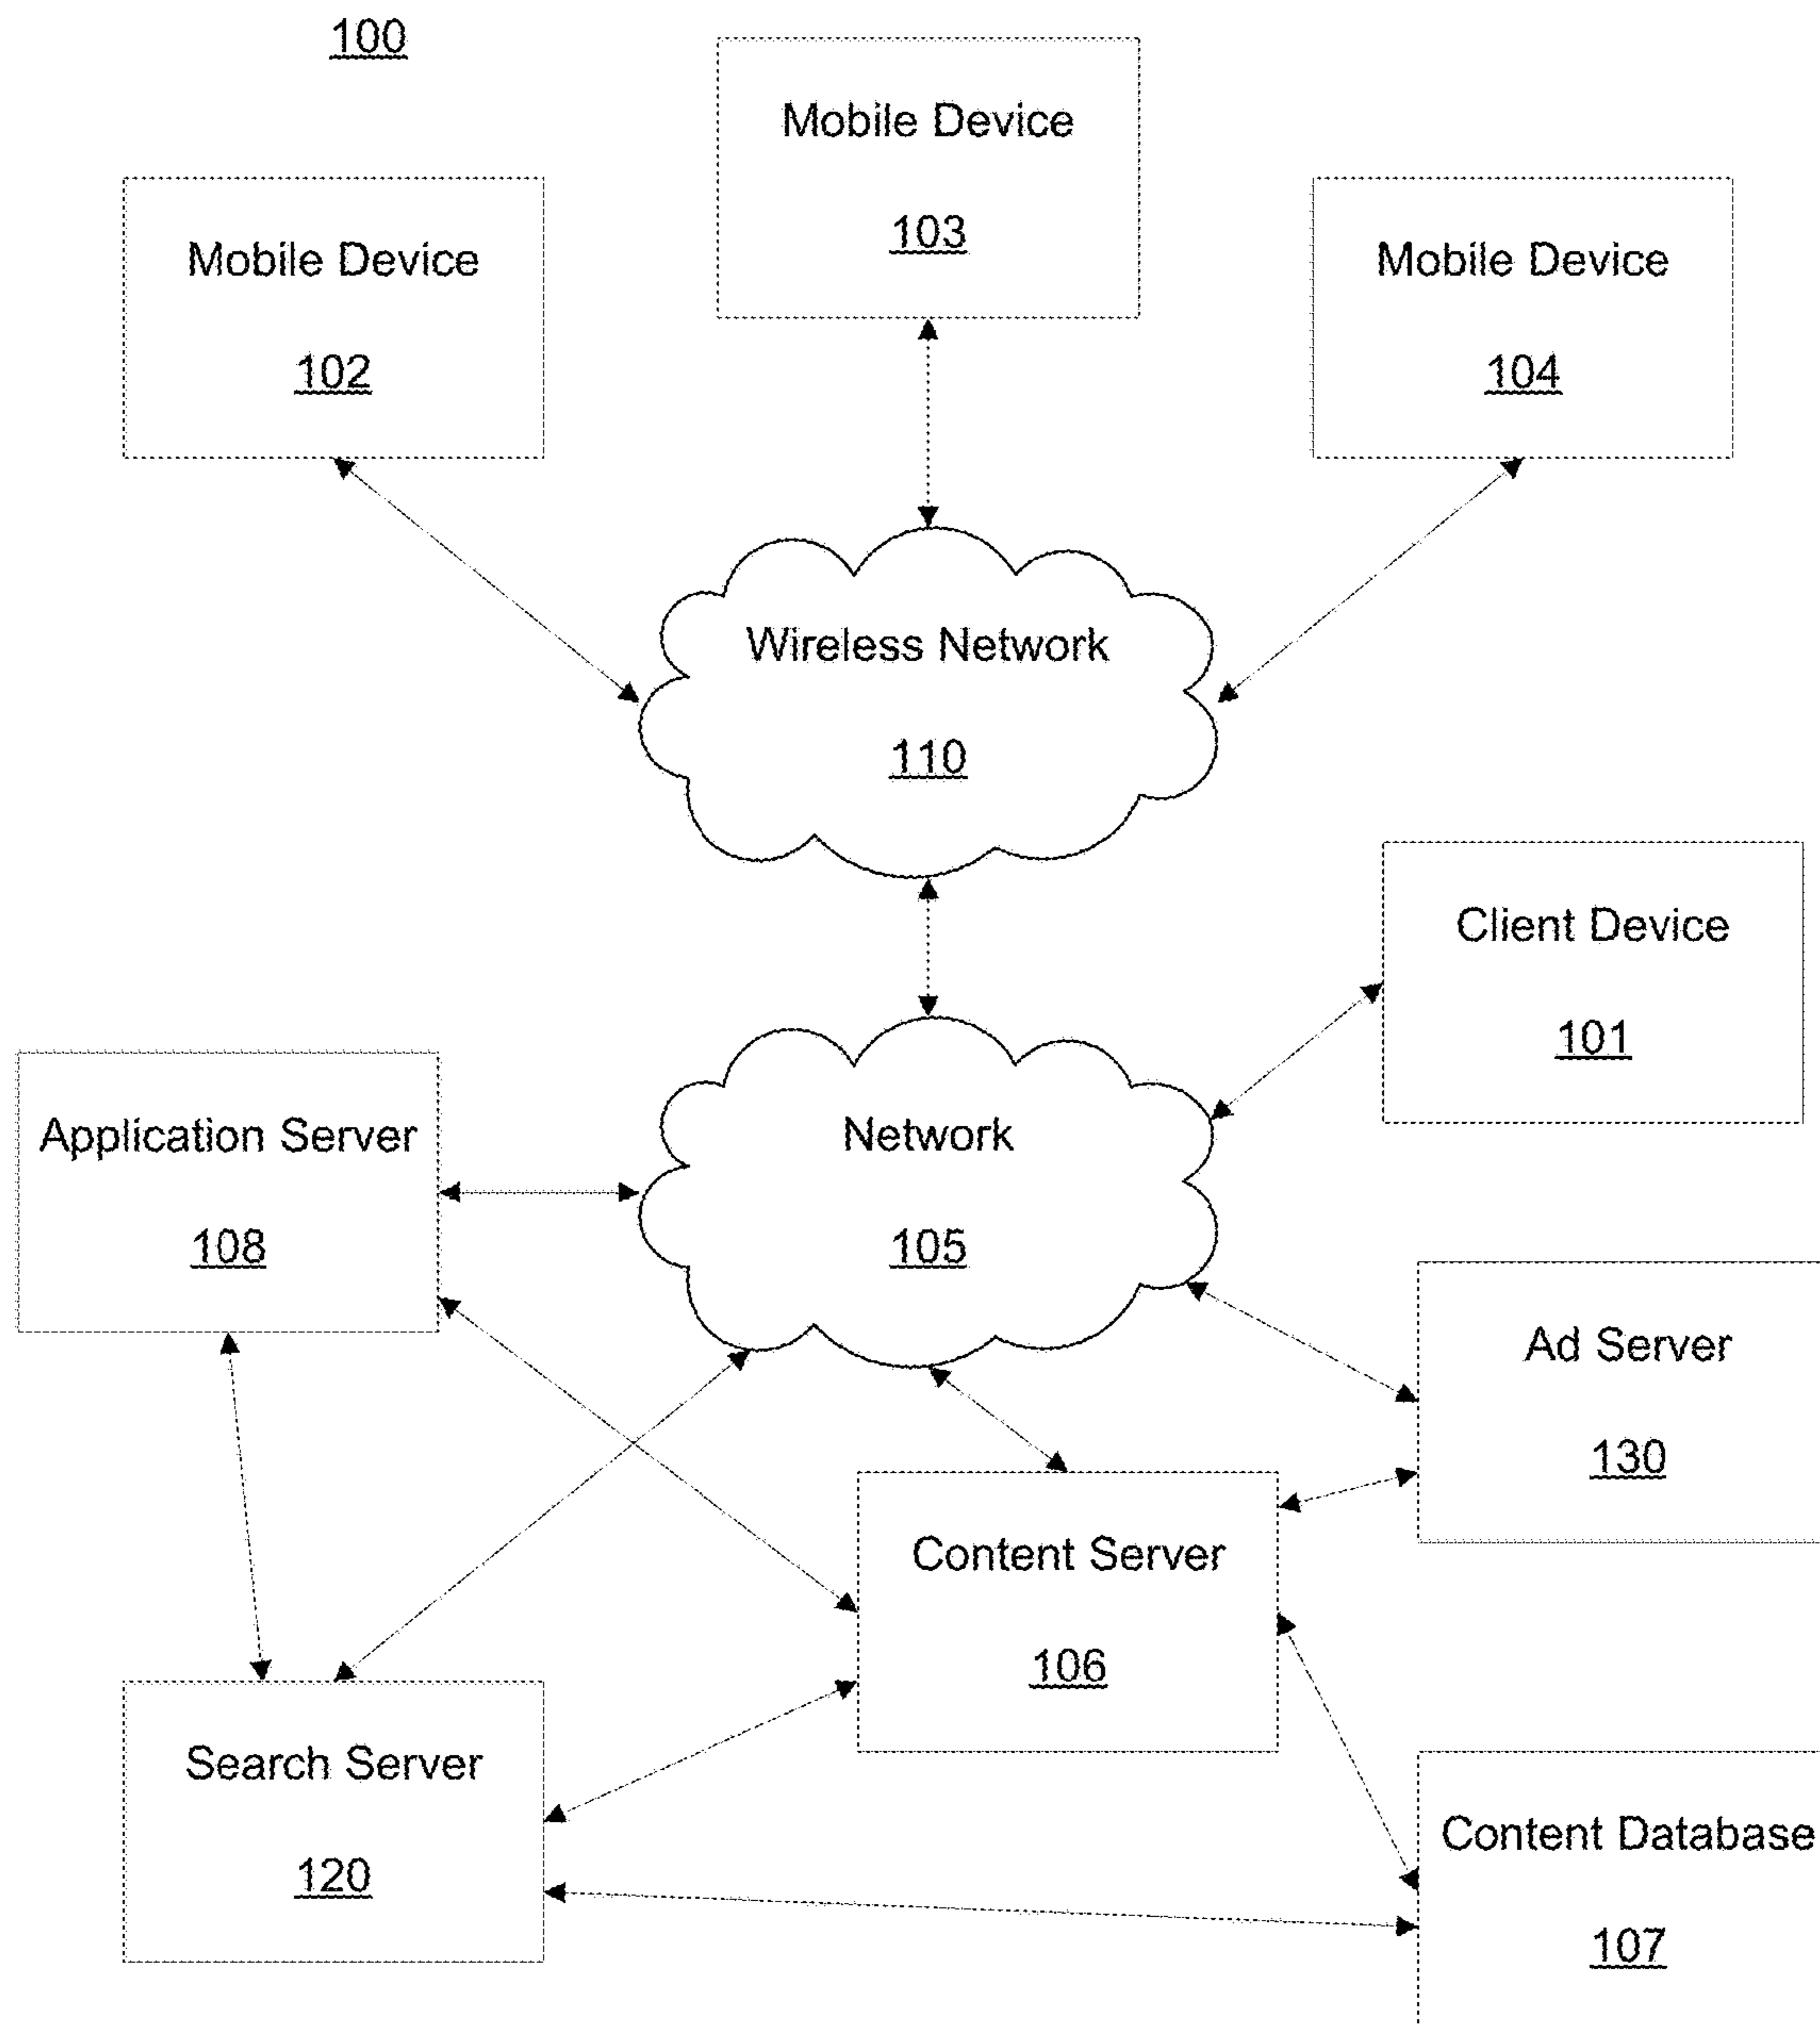 100
Mobile Device
103
Mobile Device
102
Mobile Device
104
Wireless Network
110
Client Device
101
Application Server
108
Network
105
Ad Server
130
Content Server
106
Search Server
120
Content Database
107